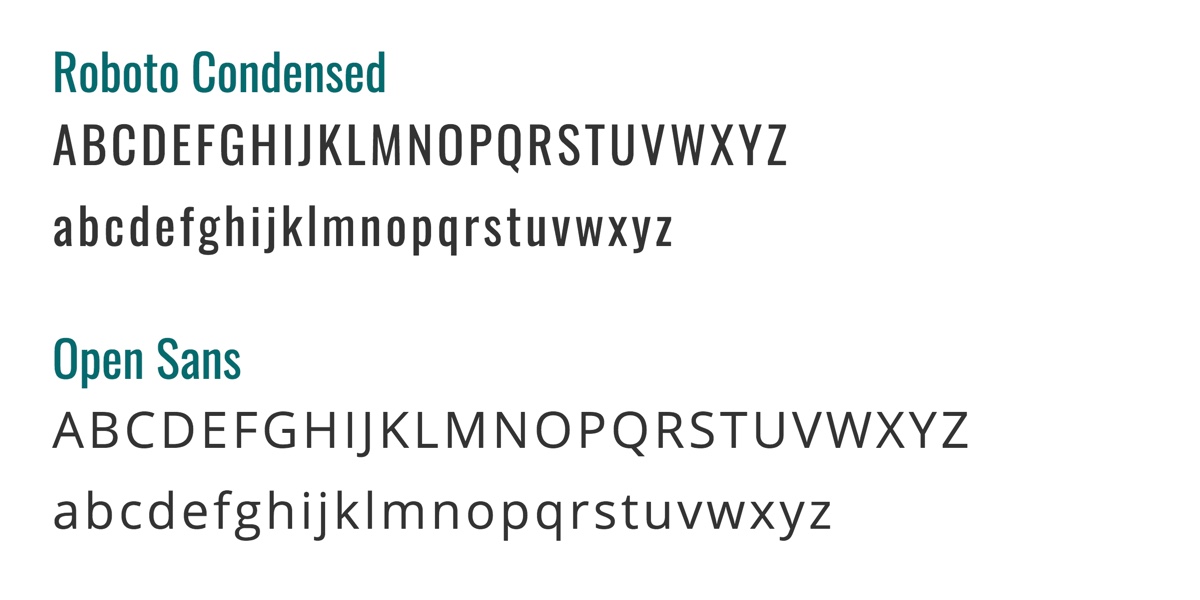 Roboto Condensed
ABCDEFGHIJKLMNOPQRSTUVWXYZ
abcdefghijklmnopqrstuvwxyz
Open Sans
ABCDEFGHIJKLMNOPQRSTUVWXYZ
abcdefghijklmnopqrstuvwxyz